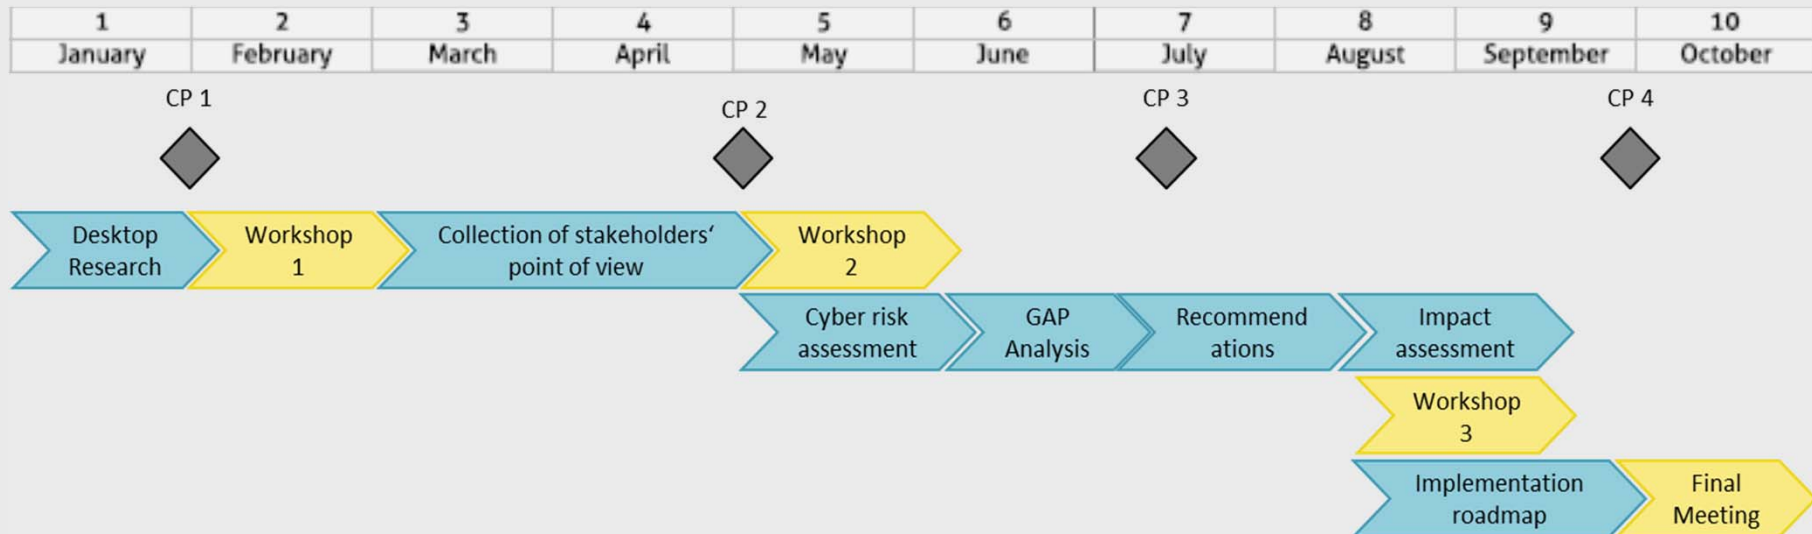 1 2 3 4 5 6 7 8 9 10
January February March April May June July August September October
CP 1 CP 2 CP 3 CP 4
Desktop
Research
Workshop
1
Collection of stakeholders‘
point of view
Workshop
2
Cyber risk
assessment
GAP
Analysis
Recommend
ations
Impact
assessment
Workshop
3
Implementation
roadmap
Final
Meeting